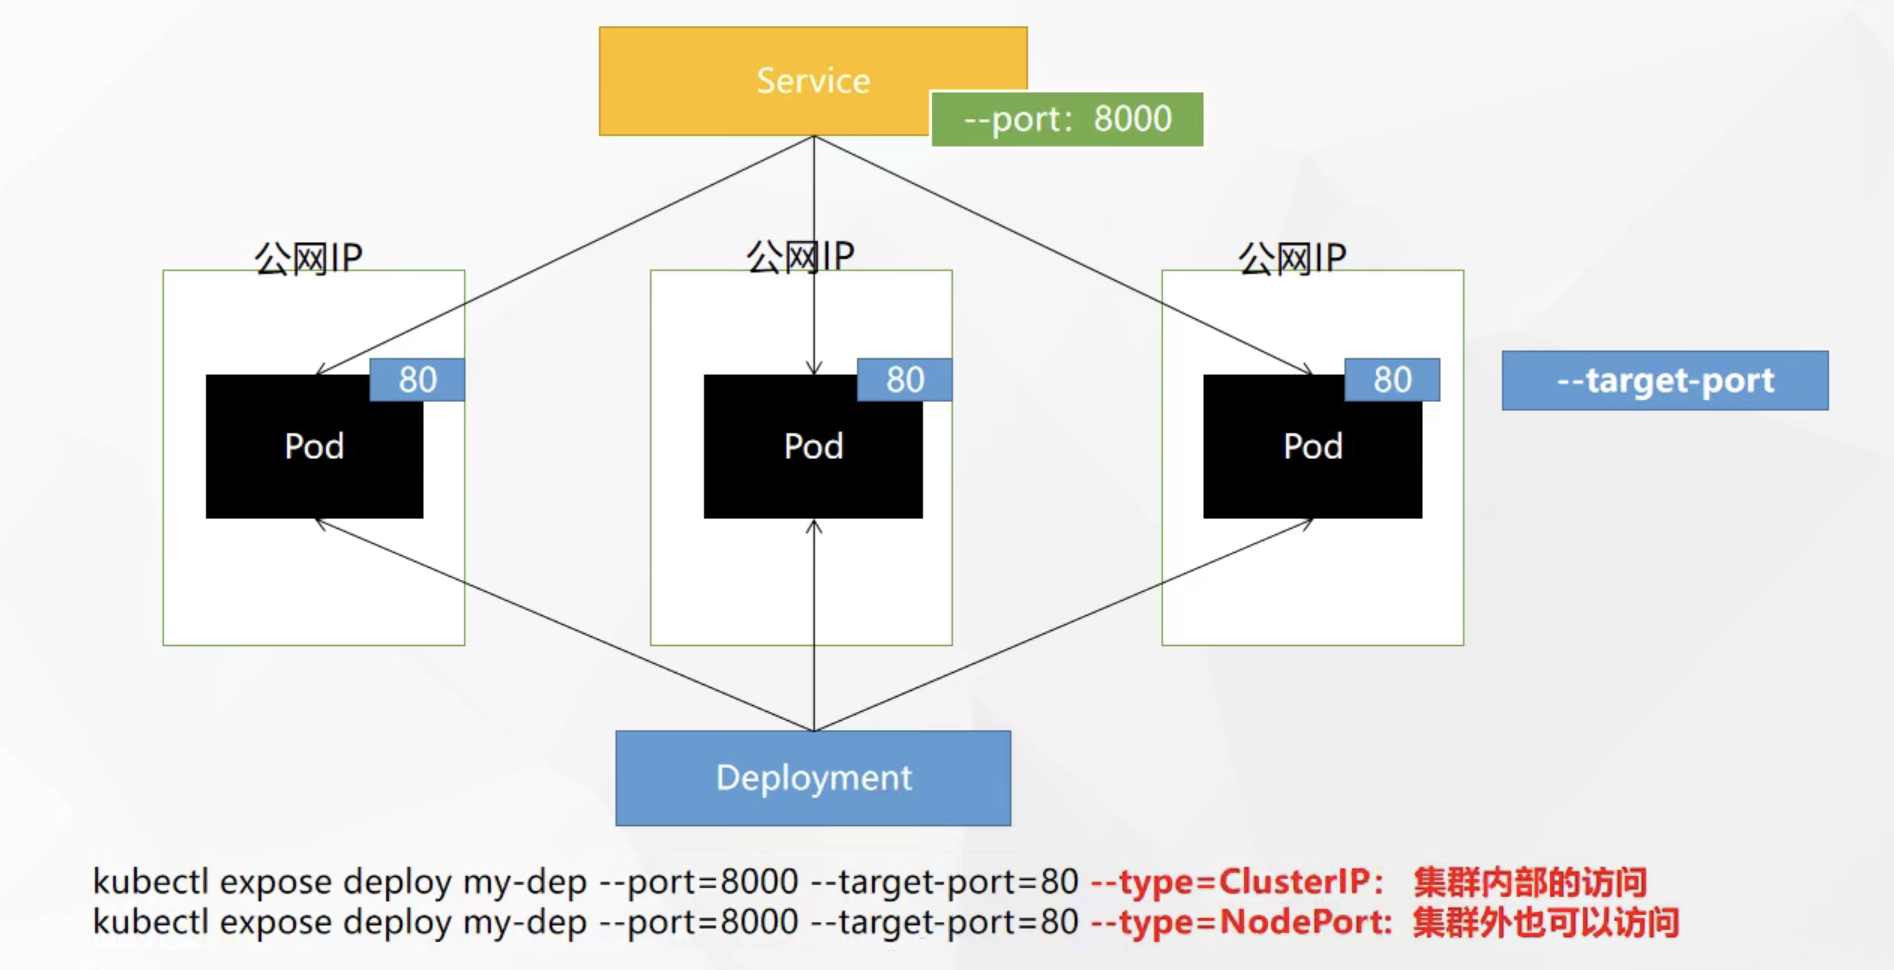 Service
--port：8000
公网IP
公网IP
公网IP
80
80
80
--target-port
Pod
Pod
Pod
Deployment
kubectl expose deploy my-dep --port=8000 --target-port=80 --type=ClusterIP： 集群内部的访问
kubectl expose deploy my-dep --port=8000 --target-port=80 --type=NodePort: 集群外也可以访问